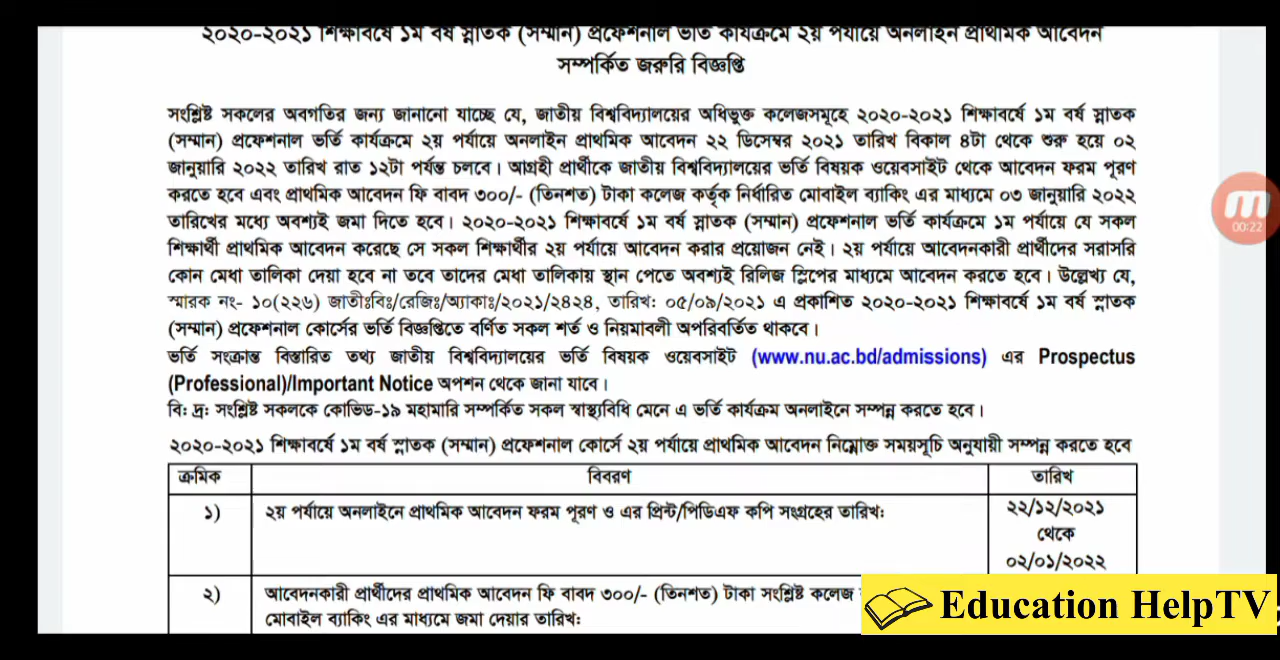 ২০২০-২০২১ শিক্ষাবর্ষে ১ম বর্ষ স্নাতক (সম্মান) প্রফেশনাল ভর্তি কার্যক্রমে ২য় পর্যায়ে অনলাইন প্রাথমিক আবেদন
সম্পর্কিত জরুরি বিজ্ঞপ্তি
সংশ্লিষ্ট সকলের অবগতির জন্য জানানো যাচ্ছে যে, জাতীয় বিশ্ববিদ্যালয়ের অধিভুক্ত কলেজসমূহে ২০২০-২০২১ শিক্ষাবর্ষে ১ম বর্ষ স্নাতক
(সম্মান) প্রফেশনাল ভর্তি কার্যক্রমে ২য় পর্যায়ে অনলাইন প্রাথমিক আবেদন ২২ ডিসেম্বর ২০২১ তারিখ বিকাল ৪টা থেকে শুরু হয়ে ০২
জানুয়ারি ২০২২ তারিখ রাত ১২টা পর্যন্ত চলবে। আগ্রহী প্রার্থীকে জাতীয় বিশ্ববিদ্যালয়ের ভর্তি বিষয়ক ওয়েবসাইট থেকে আবেদন ফরম পূরণ
করতে হবে এবং প্রাথমিক আবেদন ফি বাবদ ৩০০/- (তিনশত) টাকা কলেজ কর্তৃক নির্ধারিত মোবাইল ব্যাকিং এর মাধ্যমে ০৩ জানুয়ারি ২০২২
তারিখের মধ্যে অবশ্যই জমা দিতে হবে। ২০২০-২০২১ শিক্ষাবর্ষে ১ম বর্ষ স্নাতক (সম্মান) প্রফেশনাল ভর্তি কার্যক্রমে ১ম পর্যায়ে যে সকল
শিক্ষার্থী প্রাথমিক আবেদন করেছে সে সকল শিক্ষার্থীর ২য় পর্যায়ে আবেদন করার প্রয়োজন নেই। ২য় পর্যায়ে আবেদনকারী প্রার্থীদের সরাসরি
কোন মেধা তালিকা দেয়া হবে না তবে তাদের মেধা তালিকায় স্থান পেতে অবশ্যই রিলিজ স্লিপের মাধ্যমে আবেদন করতে হবে। উল্লেখ্য যে,
স্মারক নং- ১০(২২৬) জাতীঃবিঃ/রেজিঃ/অ্যাকাঃ/২০২১/২৪২৪, তারিখ: ০৫/০৯/২০২১ এ প্রকাশিত ২০২০-২০২১ শিক্ষাবর্ষে ১ম বর্ষ স্নাতক
(সম্মান) প্রফেশনাল কোর্সের ভর্তি বিজ্ঞপ্তিতে বর্ণিত সকল শর্ত ও নিয়মাবলী অপরিবর্তিত থাকবে।
ভর্তি সংক্রান্ত বিস্তারিত তথ্য জাতীয় বিশ্ববিদ্যালয়ের ভর্তি বিষয়ক ওয়েবসাইট (www.nu.ac.bd/admissions) এর Prospectus
(Professional)/Important Notice অপশন থেকে জানা যাবে।
বি: দ্র: সংশ্লিষ্ট সকলকে কোভিড-১৯ মহামারি সম্পর্কিত সকল স্বাস্থ্যবিধি মেনে এ ভর্তি কার্যক্রম অনলাইনে সম্পন্ন করতে হবে।
২০২০-২০২১ শিক্ষাবর্ষে ১ম বর্ষ স্নাতক (সম্মান) প্রফেশনাল কোর্সে ২য় পর্যায়ে প্রাথমিক আবেদন নিম্নোক্ত সময়সূচি অনুযায়ী সম্পন্ন করতে হবে
ক্রমিক বিবরণ তারিখ
১) ২য় পর্যায়ে অনলাইনে প্রাথমিক আবেদন ফরম পূরণ ও এর প্রিন্ট/পিডিএফ কপি সংগ্রহের তারিখ: ২২/১২/২০২১
থেকে
০২/০১/২০২২
২) আবেদনকারী প্রার্থীদের প্রাথমিক আবেদন ফি বাবদ ৩০০/- (তিনশত) টাকা সংশ্লিষ্ট কলেজ
মোবাইল ব্যাকিং এর মাধ্যমে জমা দেয়ার তারিখ:
00:22
Education HelpTV